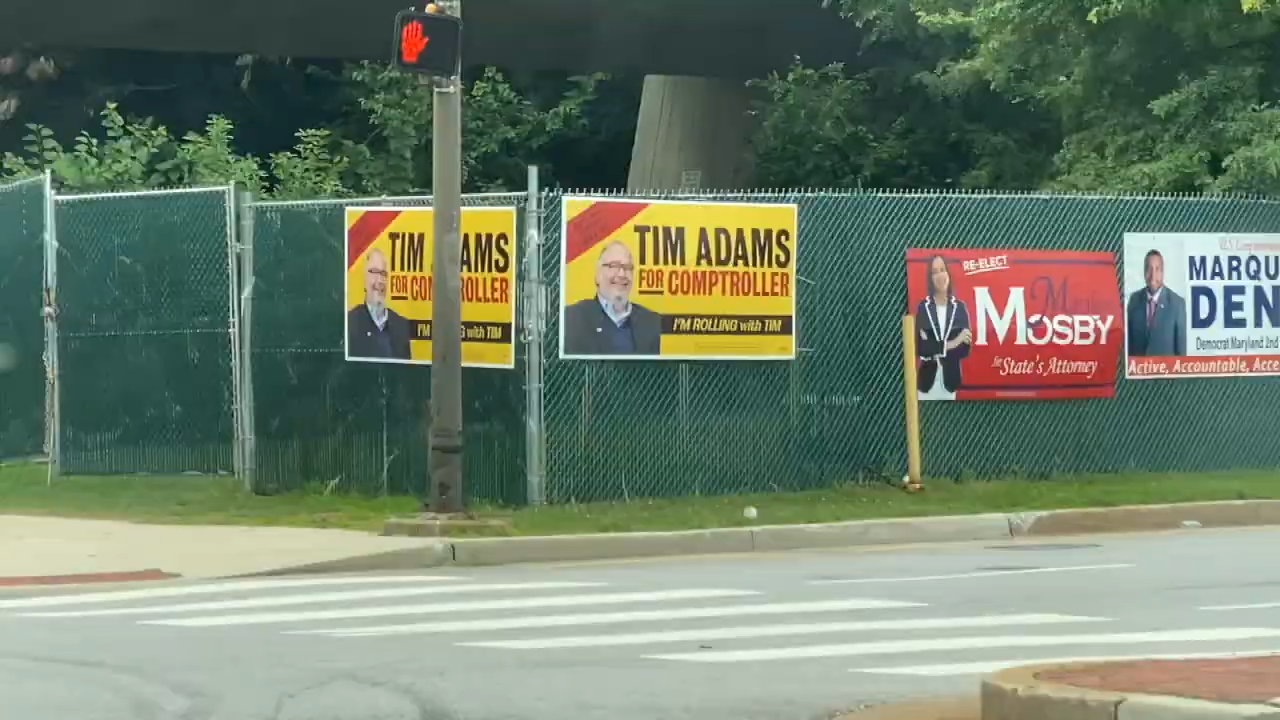 TIM ADAMS
FOR COMPTROLLER
I'M ROLLING with TIM
TIM ADAMS
FOR COMPTROLLER
I'M ROLLING with TIM
RE-ELECT
MOSBY
for State's Attorney
MARQU
DEN
Democrat Maryland 2nd
Active, Accountable, Acce